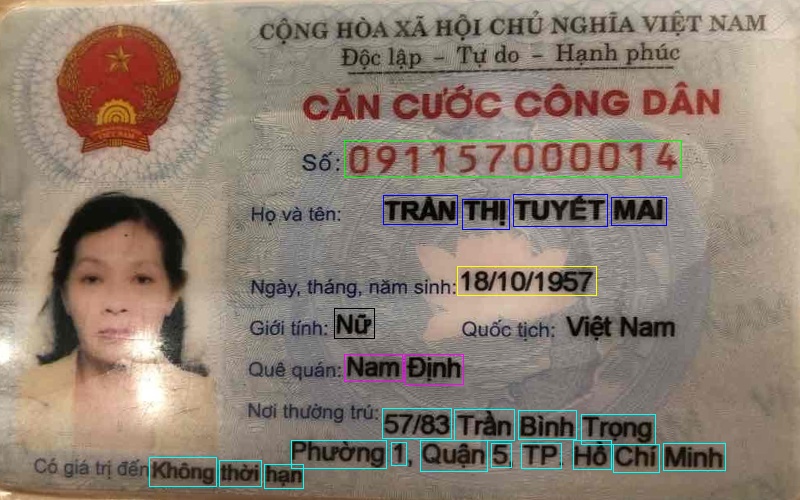 CỘNG HÒA XÃ HỘI CHỦ NGHĨA VIỆT NAM
Độc lập - Tự do - Hạnh phúc
CĂN CƯỚC CÔNG DÂN
Số: 091157000014
Họ và tên: TRẦN THỊ TUYẾT MAI
Ngày, tháng, năm sinh: 18/10/1957
Giới tính: Nữ Quốc tịch: Việt Nam
Quê quán: Nam Định
Nơi thường trú: 57/83 Trần Bình Trọng
Phường 1, Quận 5, TP. Hồ Chí Minh
Có giá trị đến Không thời hạn